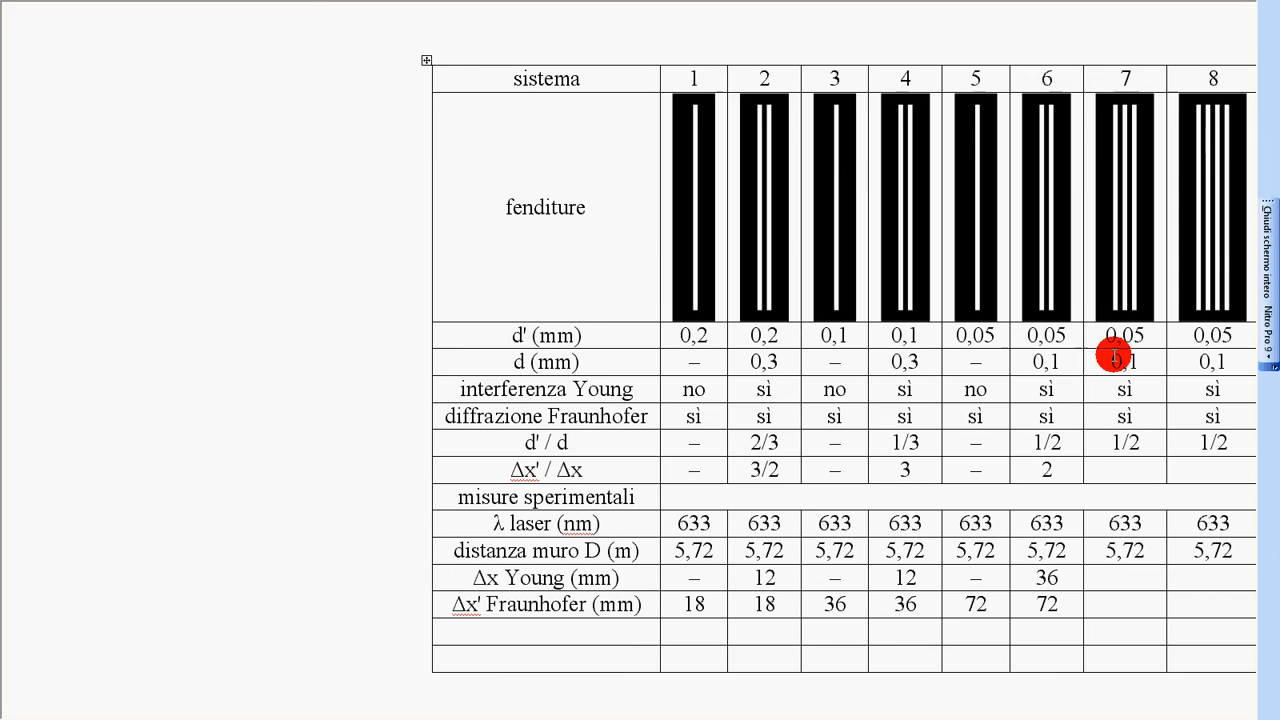 sistema 1 2 3 4 5 6 7 8
fenditure
d' (mm) 0,2 0,2 0,1 0,1 0,05 0,05 0,05 0,05
d (mm) – 0,3 – 0,3 – 0,1 0,1 0,1
interferenza Young no sì no sì no sì sì sì
diffrazione Fraunhofer sì sì sì sì sì sì sì sì
d' / d – 2/3 – 1/3 – 1/2 1/2 1/2
Δx' / Δx – 3/2 – 3 – 2
misure sperimentali
λ laser (nm) 633 633 633 633 633 633 633 633
distanza muro D (m) 5,72 5,72 5,72 5,72 5,72 5,72 5,72 5,72
Δx Young (mm) – 12 – 12 – 36
Δx' Fraunhofer (mm) 18 18 36 36 72 72
Chiudi schermo intero Nitro Pro 9